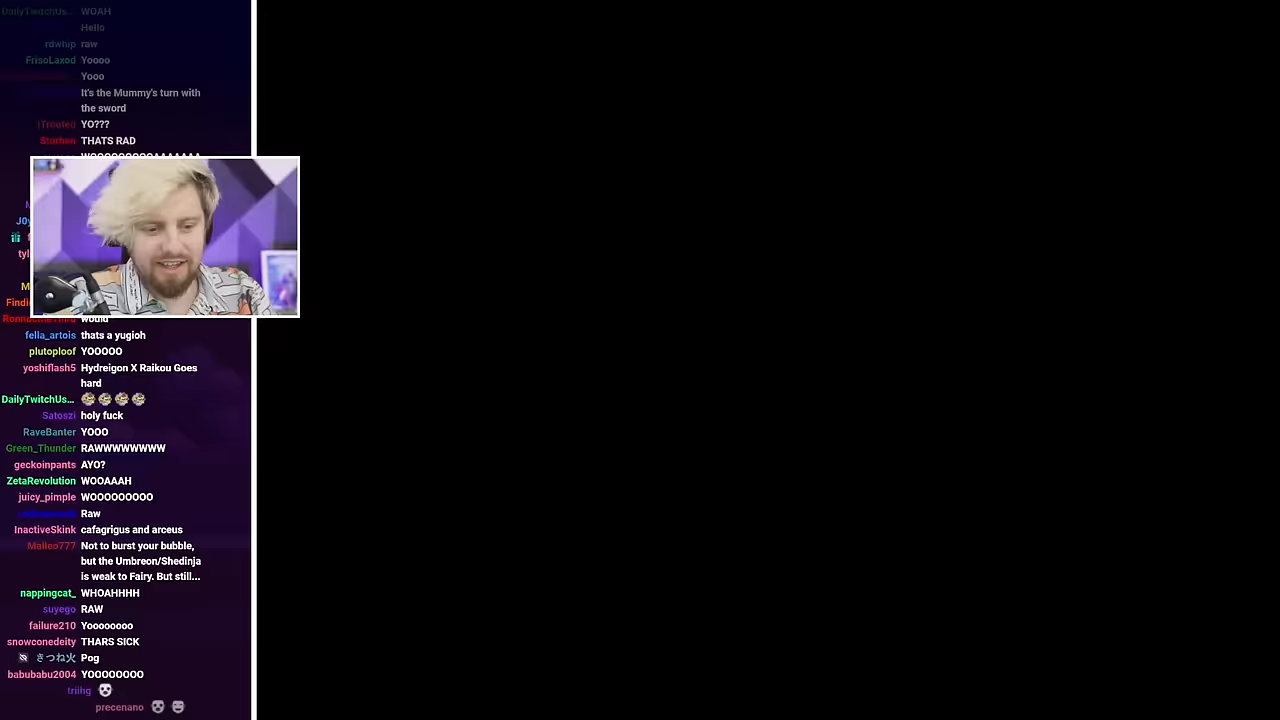 DailyTwitchUs... WOAH
Hello
rdwhip raw
FrisoLaxod Yoooo
Yooo
It's the Mummy's turn with
the sword
YO???
Sturhen THATS RAD
fella_artois thats a yugioh
plutoploof YOOOOO
yoshiflash5 Hydreigon X Raikou Goes
hard
DailyTwitchUs...
Satoszi holy fuck
RaveBanter YOOO
Green_Thunder RAWWWWWWWW
geckoinpants AYO?
ZetaRevolution WOOAAAH
juicy_pimple WOOOOOOOOO
Raw
InactiveSkink cafagrigus and arceus
Malleo777 Not to burst your bubble,
but the Umbreon/Shedinja
is weak to Fairy. But still...
nappingcat_ WHOAHHHH
suyego RAW
failure210 Yoooooooo
snowconedeity THARS SICK
きつね火 Pog
babubabu2004 YOOOOOOOO
triihg
precenano